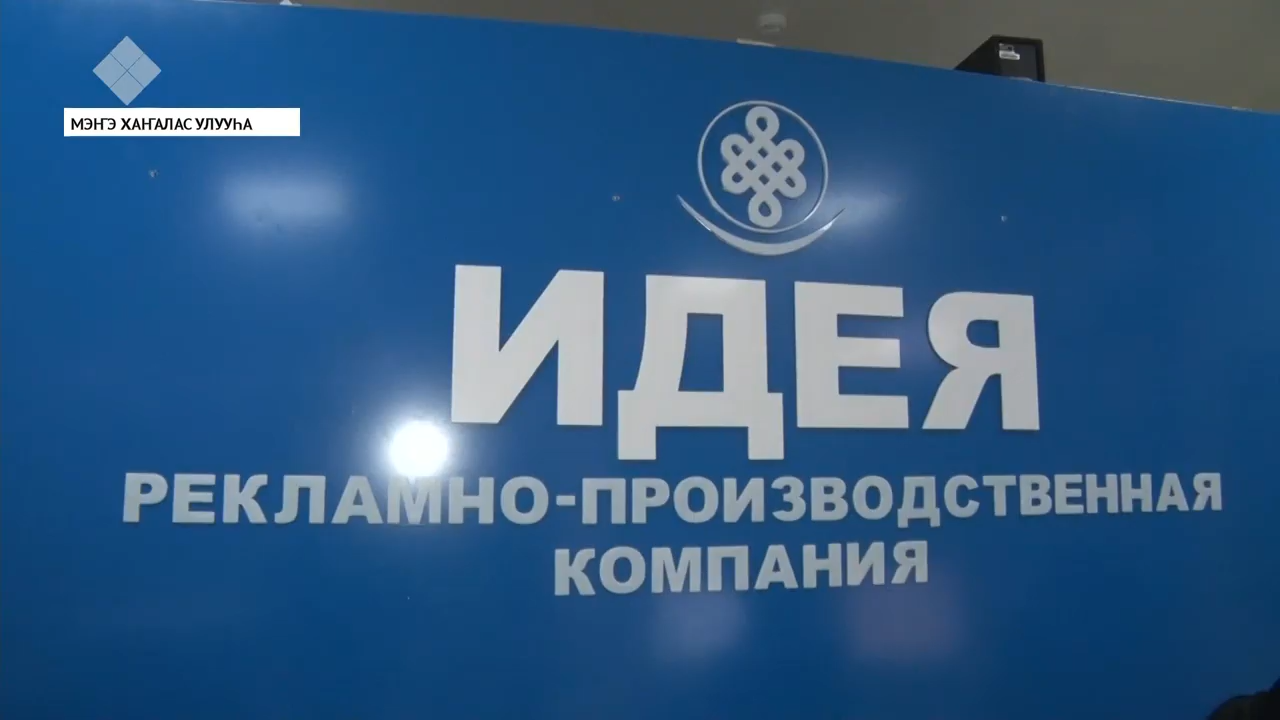 МЭҤЭ ХАҤАЛАС УЛУУҺА
ИДЕЯ
РЕКЛАМНО-ПРОИЗВОДСТВЕННАЯ
КОМПАНИЯ